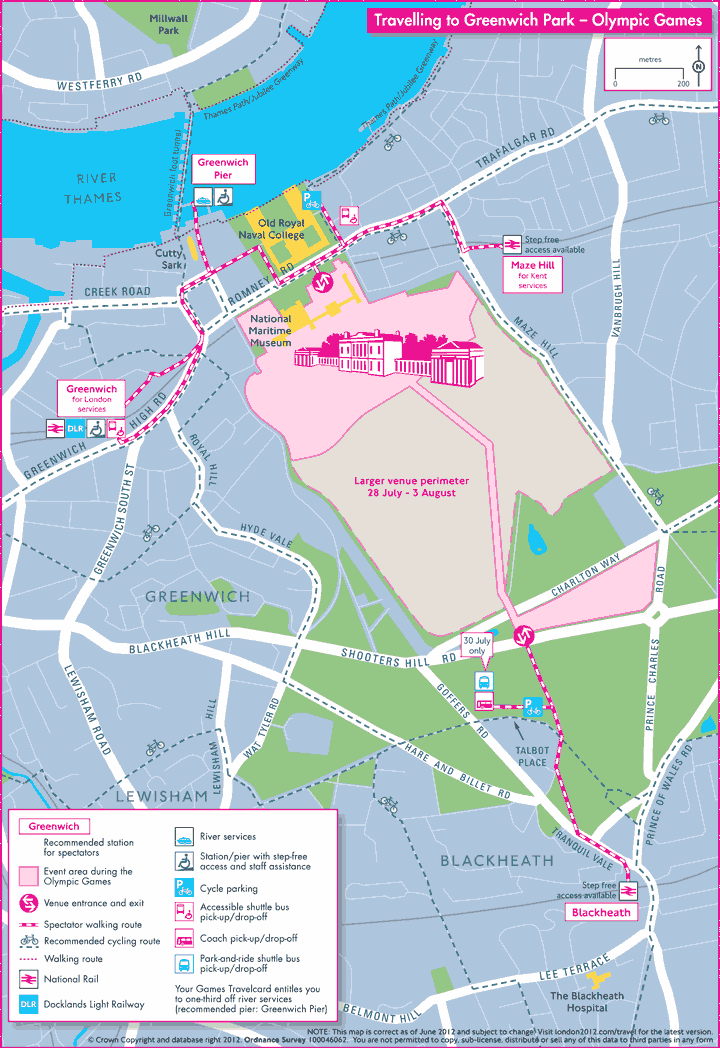 Travelling to Greenwich Park – Olympic Games
Millwall
Park
metres
0
200
N
WESTFERRY RD
Thames Path/Jubilee Greenway
Thames Path/Jubilee Greenway
TRAFALGAR RD
RIVER
THAMES
Greenwich foot tunnel
Greenwich
Pier
P
Old Royal
Naval College
Step free
access available
Maze Hill
for Kent
services
Cutty
Sark
CREEK ROAD
ROMNEY RD
VANBRUGH HILL
National
Maritime
Museum
MAZE HILL
Greenwich
for London
services
DLR
GREENWICH
HIGH RD
ROYAL HILL
GREENWICH SOUTH ST
Larger venue perimeter
28 July - 3 August
HYDE VALE
CHARLTON WAY
GREENWICH
BLACKHEATH HILL
SHOOTERS HILL RD
30 July
only
PRINCE CHARLES
ROAD
P
GOFFERS RD
LEWISHAM ROAD
LEWISHAM
HILL
WAT TYLER RD
TALBOT
PLACE
HARE AND BILLET RD
PRINCE OF WALES RD
LEWISHAM
TRANQUIL VALE
BLACKHEATH
Step free
access available
Blackheath
LEE TERRACE
The Blackheath
Hospital
BELMONT HILL
Greenwich
Recommended station
for spectators
Event area during the
Olympic Games
Venue entrance and exit
Spectator walking route
Recommended cycling route
Walking route
National Rail
DLR
Docklands Light Railway
River services
Station/pier with step-free
access and staff assistance
P
Cycle parking
Accessible shuttle bus
pick-up/drop-off
Coach pick-up/drop-off
Park-and-ride shuttle bus
pick-up/drop-off
Your Games Travelcard entitles you
to one-third off river services
(recommended pier: Greenwich Pier)
NOTE: This map is correct as of June 2012 and subject to change. Visit london2012.com/travel for the latest version.
© Crown Copyright and database right 2012. Ordnance Survey 100046062. You are not permitted to copy, sub-license, distribute or sell any of this data to third parties in any form